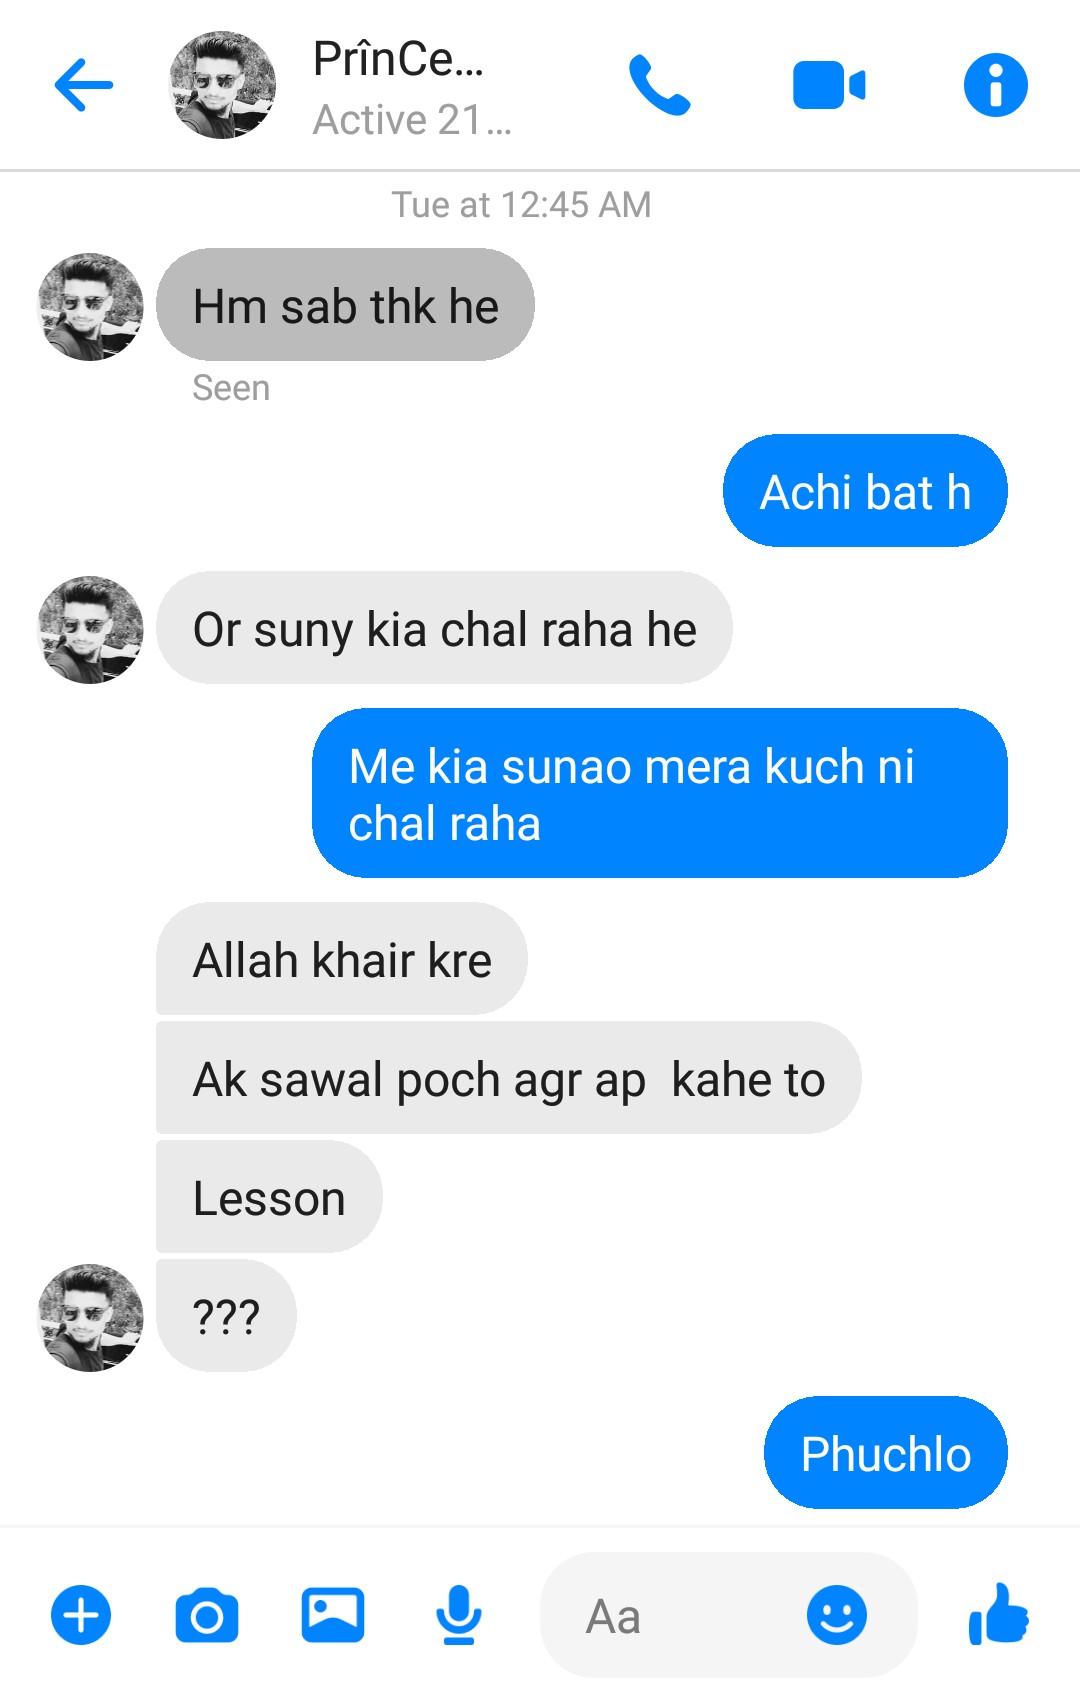 PrînCe...
Active 21...
Tue at 12:45 AM
Hm sab thk he
Seen
Achi bat h
Or suny kia chal raha he
Me kia sunao mera kuch ni
chal raha
Allah khair kre
Ak sawal poch agr ap  kahe to
Lesson
???
Phuchlo
Aa